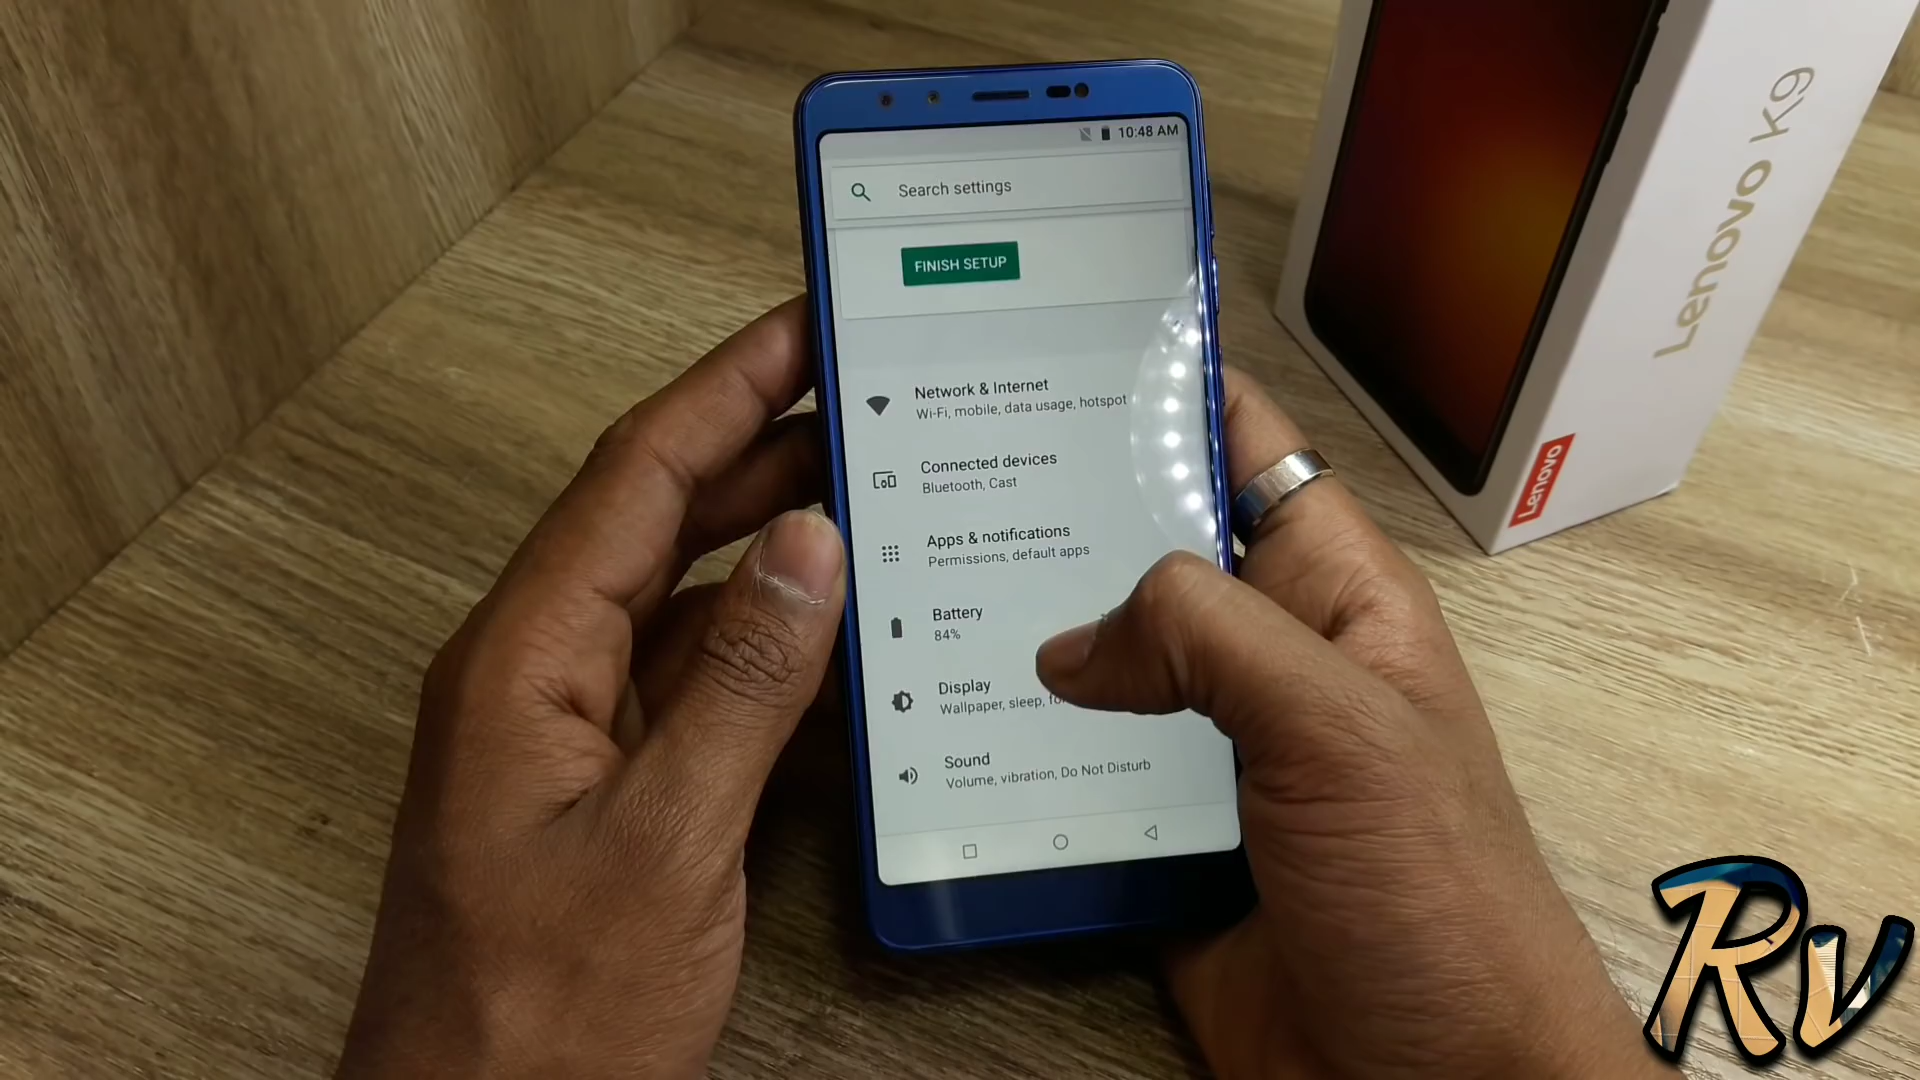 10:48 AM
Search settings
FINISH SETUP
Network & Internet
Wi-Fi, mobile, data usage, hotspot
Connected devices
Bluetooth, Cast
Apps & notifications
Permissions, default apps
Battery
84%
Display
Wallpaper, sleep,
Sound
Volume, vibration, Do Not Disturb
Lenovo K9
Lenovo
Rv